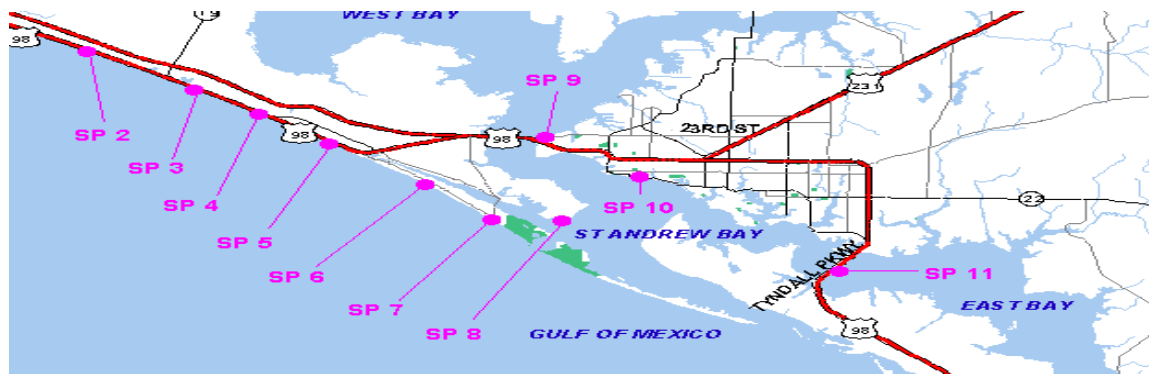 WEST BAY
98
SP 2
SP 3
SP 4
98
SP 5
SP 6
SP 7
SP 8
98
SP 9
SP 10
ST ANDREW BAY
23RD ST
231
22
TYNDALL PKWY
SP 11
EAST BAY
98
GULF OF MEXICO